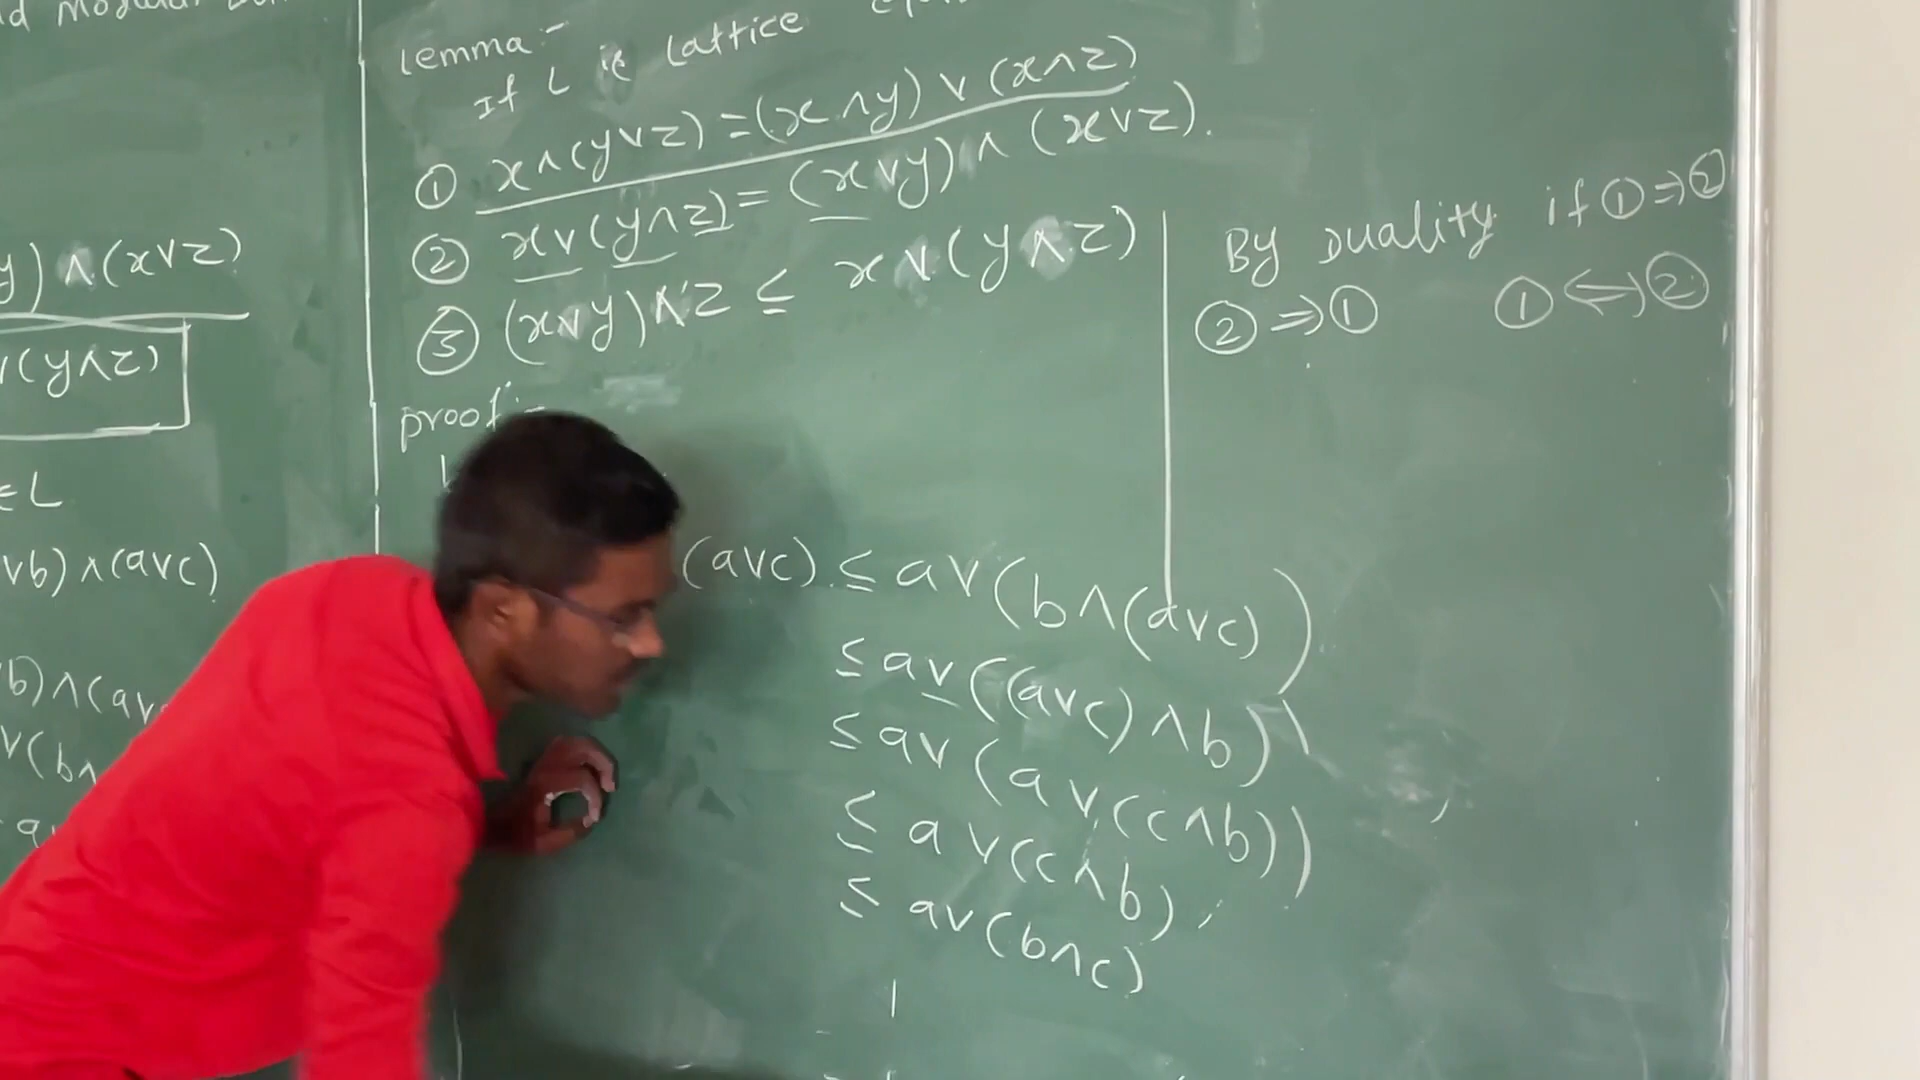 y) ∧ (x∨z)
∨(y∧z)
∈ L
∨b) ∧ (a∨c)
b) ∧ (a∨
∨(b∧
a
lemma:-
If L is lattice
① x∧(y∨z) = (x∧y) ∨ (x∧z)
② x∨(y∧z) = (x∨y) ∧ (x∨z).
③ (x∨y)∧z ≤ x∨(y∧z)
proof:-
(a∨c) ≤ a∨(b∧(a∨c))
≤ a∨((a∨c)∧b)
≤ a∨(a∨(c∧b))
≤ a∨(c∧b)
≤ a∨(b∧c)
By Duality if ①⇒②
②⇒① ①⇔②